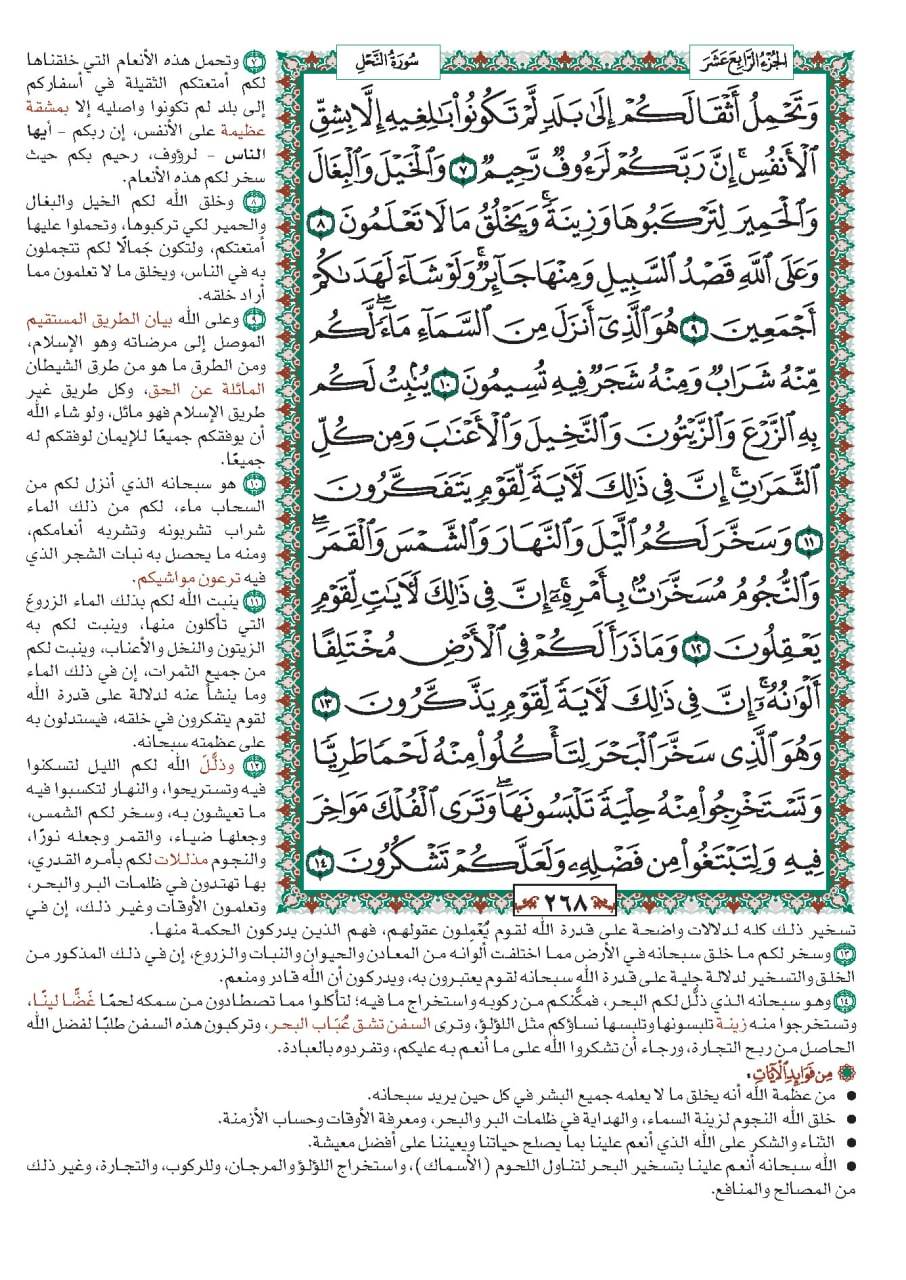 الجُزْءُ الرَّابِعَ عَشَرَ
سُورَةُ النَّحْلِ
وَتَحْمِلُ أَثْقَالَكُمْ إِلَىٰ بَلَدٍ لَّمْ تَكُونُوا۟ بَٰلِغِيهِ إِلَّا بِشِقِّ
ٱلْأَنفُسِ ۚ إِنَّ رَبَّكُمْ لَرَءُوفٌ رَّحِيمٌ ٧ وَٱلْخَيْلَ وَٱلْبِغَالَ
وَٱلْحَمِيرَ لِتَرْكَبُوهَا وَزِينَةً ۚ وَيَخْلُقُ مَا لَا تَعْلَمُونَ ٨
وَعَلَى ٱللَّهِ قَصْدُ ٱلسَّبِيلِ وَمِنْهَا جَآئِرٌ ۚ وَلَوْ شَآءَ لَهَدَىٰكُمْ
أَجْمَعِينَ ٩ هُوَ ٱلَّذِىٓ أَنزَلَ مِنَ ٱلسَّمَآءِ مَآءً ۖ لَّكُم
مِّنْهُ شَرَابٌ وَمِنْهُ شَجَرٌ فِيهِ تُسِيمُونَ ١٠ يُنۢبِتُ لَكُم
بِهِ ٱلزَّرْعَ وَٱلزَّيْتُونَ وَٱلنَّخِيلَ وَٱلْأَعْنَٰبَ وَمِن كُلِّ
ٱلثَّمَرَٰتِ ۗ إِنَّ فِى ذَٰلِكَ لَءَايَةً لِّقَوْمٍ يَتَفَكَّرُونَ
١١ وَسَخَّرَ لَكُمُ ٱلَّيْلَ وَٱلنَّهَارَ وَٱلشَّمْسَ وَٱلْقَمَرَ ۖ
وَٱلنُّجُومُ مُسَخَّرَٰتٌۢ بِأَمْرِهِۦٓ ۗ إِنَّ فِى ذَٰلِكَ لَءَايَٰتٍ لِّقَوْمٍ
يَعْقِلُونَ ١٢ وَمَا ذَرَأَ لَكُمْ فِى ٱلْأَرْضِ مُخْتَلِفًا
أَلْوَٰنُهُۥٓ ۗ إِنَّ فِى ذَٰلِكَ لَءَايَةً لِّقَوْمٍ يَذَّكَّرُونَ ١٣
وَهُوَ ٱلَّذِى سَخَّرَ ٱلْبَحْرَ لِتَأْكُلُوا۟ مِنْهُ لَحْمًا طَرِيًّا
وَتَسْتَخْرِجُوا۟ مِنْهُ حِلْيَةً تَلْبَسُونَهَا ۖ وَتَرَى ٱلْفُلْكَ مَوَاخِرَ
فِيهِ وَلِتَبْتَغُوا۟ مِن فَضْلِهِۦ وَلَعَلَّكُمْ تَشْكُرُونَ ١٤
٢٦٨
٧ وتحمل هذه الأنعام التي خلقناها
لكم أمتعتكم الثقيلة في أسفاركم
إلى بلد لم تكونوا واصليه إلا بمشقة
عظيمة على الأنفس، إن ربكم - أيها
الناس - لرؤوف، رحيم بكم حيث
سخر لكم هذه الأنعام.
٨ وخلق الله لكم الخيل والبغال
والحمير لكي تركبوها، وتحملوا عليها
أمتعتكم، ولتكون جَمالًا لكم تتجملون
به في الناس، ويخلق ما لا تعلمون مما
أراد خلقه.
٩ وعلى الله بيان الطريق المستقيم
الموصل إلى مرضاته وهو الإسلام،
ومن الطرق ما هو من طرق الشيطان
المائلة عن الحق، وكل طريق غير
طريق الإسلام فهو مائل، ولو شاء الله
أن يوفقكم جميعًا للإيمان لوفقكم له
جميعًا.
١٠ هو سبحانه الذي أنزل لكم من
السحاب ماء، لكم من ذلك الماء
شراب تشربونه وتشربه أنعامكم،
ومنه ما يحصل به نبات الشجر الذي
فيه ترعون مواشيكم.
١١ ينبت الله لكم بذلك الماء الزروعَ
التي تأكلون منها، وينبت لكم به
الزيتون والنخل والأعناب، وينبت لكم
من جميع الثمرات، إن في ذلك الماء
وما ينشأ عنه لدلالة على قدرة الله
لقوم يتفكرون في خلقه، فيستدلون به
على عظمته سبحانه.
١٢ وذلَّلَ الله لكم الليل لتسكنوا
فيه وتستريحوا، والنهار لتكسبوا فيه
ما تعيشون به، وسخر لكم الشمس،
وجعلها ضياء، والقمر وجعله نورًا،
والنجوم مذللات لكم بأمره القدري،
بها تهتدون في ظلمات البر والبحر،
وتعلمون الأوقات وغير ذلك، إن في
تسخير ذلك كله لدلالات واضحة على قدرة الله لقوم يُعْمِلون عقولهم، فهم الذين يدركون الحكمة منها.
١٣ وسخر لكم ما خلق سبحانه في الأرض مما اختلفت ألوانه من المعادن والحيوان والنبات والزروع، إن في ذلك المذكور من
الخلق والتسخير لدلالة جلية على قدرة الله سبحانه لقوم يعتبرون به، ويدركون أن الله قادر ومنعم.
١٤ وهو سبحانه الذي ذلَّل لكم البحر، فمكَّنكم من ركوبه واستخراج ما فيه؛ لتأكلوا مما تصطادون من سمكه لحمًا غَضًّا لينًا،
وتستخرجوا منه زينة تلبسونها وتلبسها نساؤكم مثل اللؤلؤ، وترى السفن تشق عُبَاب البحر، وتركبون هذه السفن طلبًا لفضل الله
الحاصل من ربح التجارة، ورجاء أن تشكروا الله على ما أنعم به عليكم، وتفردوه بالعبادة.
مِن فَوَائِدِ الْآيَاتِ:
● من عظمة الله أنه يخلق ما لا يعلمه جميع البشر في كل حين يريد سبحانه.
● خلق الله النجوم لزينة السماء، والهداية في ظلمات البر والبحر، ومعرفة الأوقات وحساب الأزمنة.
● الثناء والشكر على الله الذي أنعم علينا بما يصلح حياتنا ويعيننا على أفضل معيشة.
● الله سبحانه أنعم علينا بتسخير البحر لتناول اللحوم (الأسماك)، واستخراج اللؤلؤ والمرجان، وللركوب، والتجارة، وغير ذلك
من المصالح والمنافع.